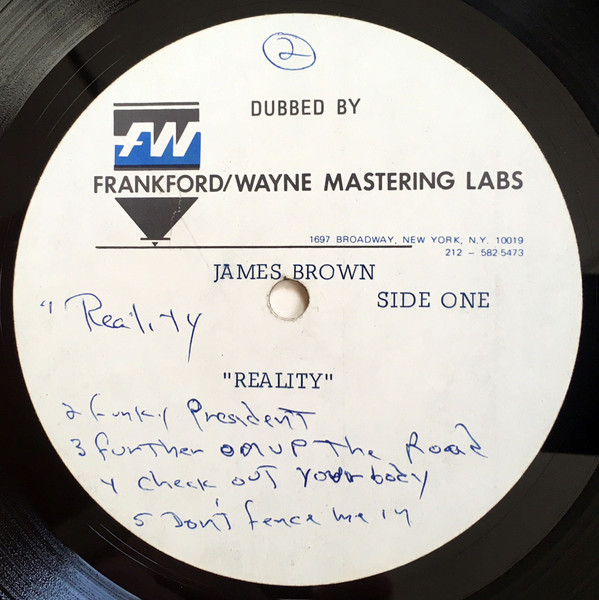 2
DUBBED BY
FW
FRANKFORD/WAYNE MASTERING LABS
1697 BROADWAY, NEW YORK, N.Y. 10019
212 – 582-5473
JAMES BROWN
SIDE ONE
" Reality
"REALITY"
2 funky President
3 further on up The Road
4 check out your body
5 Don't fence me in